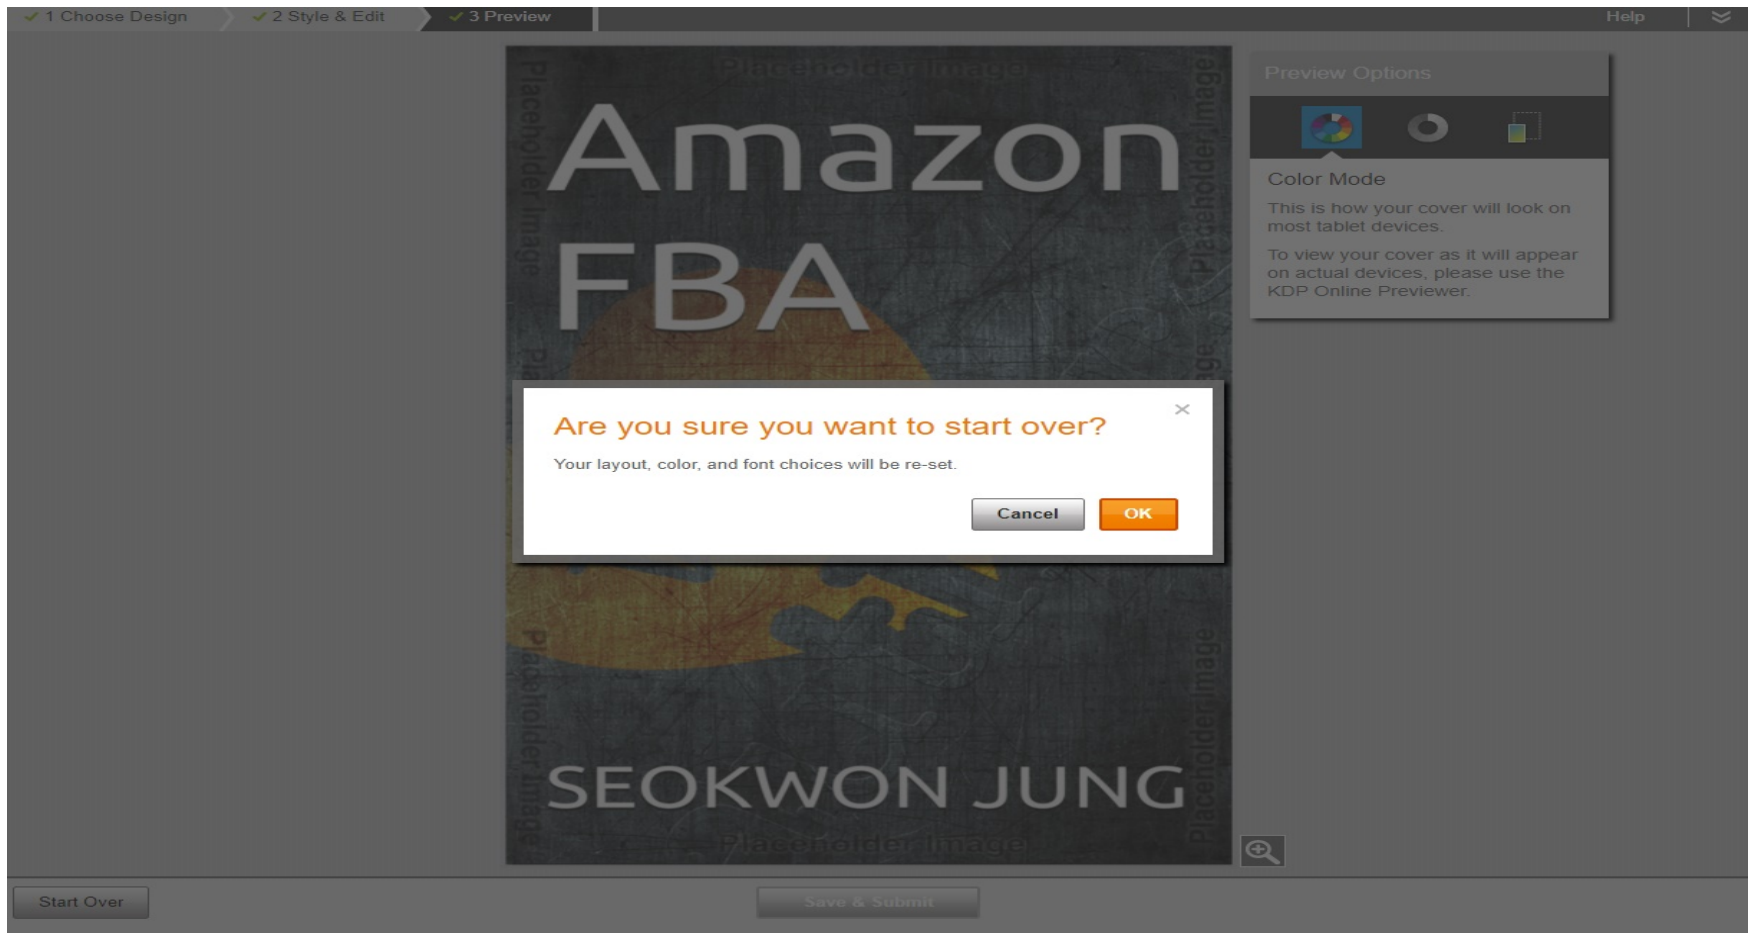 1 Choose Design
2 Style & Edit
3 Preview
Help
Placeholder Image
Placeholder Image
Placeholder Image
Amazon
FBA
Preview Options
Color Mode
This is how your cover will look on
most tablet devices.
To view your cover as it will appear
on actual devices, please use the
KDP Online Previewer.
Are you sure you want to start over?
Your layout, color, and font choices will be re-set.
Cancel
OK
Placeholder Image
Placeholder Image
SEOKWON JUNG
Placeholder Image
Start Over
Save & Submit